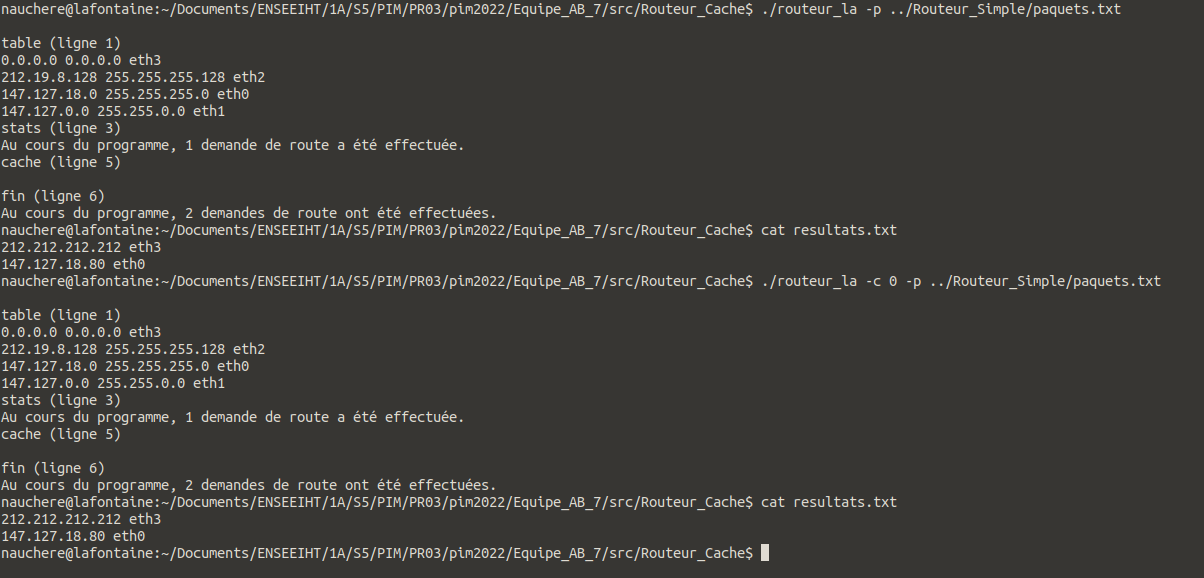 nauchere@lafontaine:~/Documents/ENSEEIHT/1A/S5/PIM/PR03/pim2022/Equipe_AB_7/src/Routeur_Cache$ ./routeur_la -p ../Routeur_Simple/paquets.txt
table (ligne 1)
0.0.0.0 0.0.0.0 eth3
212.19.8.128 255.255.255.128 eth2
147.127.18.0 255.255.255.0 eth0
147.127.0.0 255.255.0.0 eth1
stats (ligne 3)
Au cours du programme, 1 demande de route a été effectuée.
cache (ligne 5)
fin (ligne 6)
Au cours du programme, 2 demandes de route ont été effectuées.
nauchere@lafontaine:~/Documents/ENSEEIHT/1A/S5/PIM/PR03/pim2022/Equipe_AB_7/src/Routeur_Cache$ cat resultats.txt
212.212.212.212 eth3
147.127.18.80 eth0
nauchere@lafontaine:~/Documents/ENSEEIHT/1A/S5/PIM/PR03/pim2022/Equipe_AB_7/src/Routeur_Cache$ ./routeur_la -c 0 -p ../Routeur_Simple/paquets.txt
table (ligne 1)
0.0.0.0 0.0.0.0 eth3
212.19.8.128 255.255.255.128 eth2
147.127.18.0 255.255.255.0 eth0
147.127.0.0 255.255.0.0 eth1
stats (ligne 3)
Au cours du programme, 1 demande de route a été effectuée.
cache (ligne 5)
fin (ligne 6)
Au cours du programme, 2 demandes de route ont été effectuées.
nauchere@lafontaine:~/Documents/ENSEEIHT/1A/S5/PIM/PR03/pim2022/Equipe_AB_7/src/Routeur_Cache$ cat resultats.txt
212.212.212.212 eth3
147.127.18.80 eth0
nauchere@lafontaine:~/Documents/ENSEEIHT/1A/S5/PIM/PR03/pim2022/Equipe_AB_7/src/Routeur_Cache$